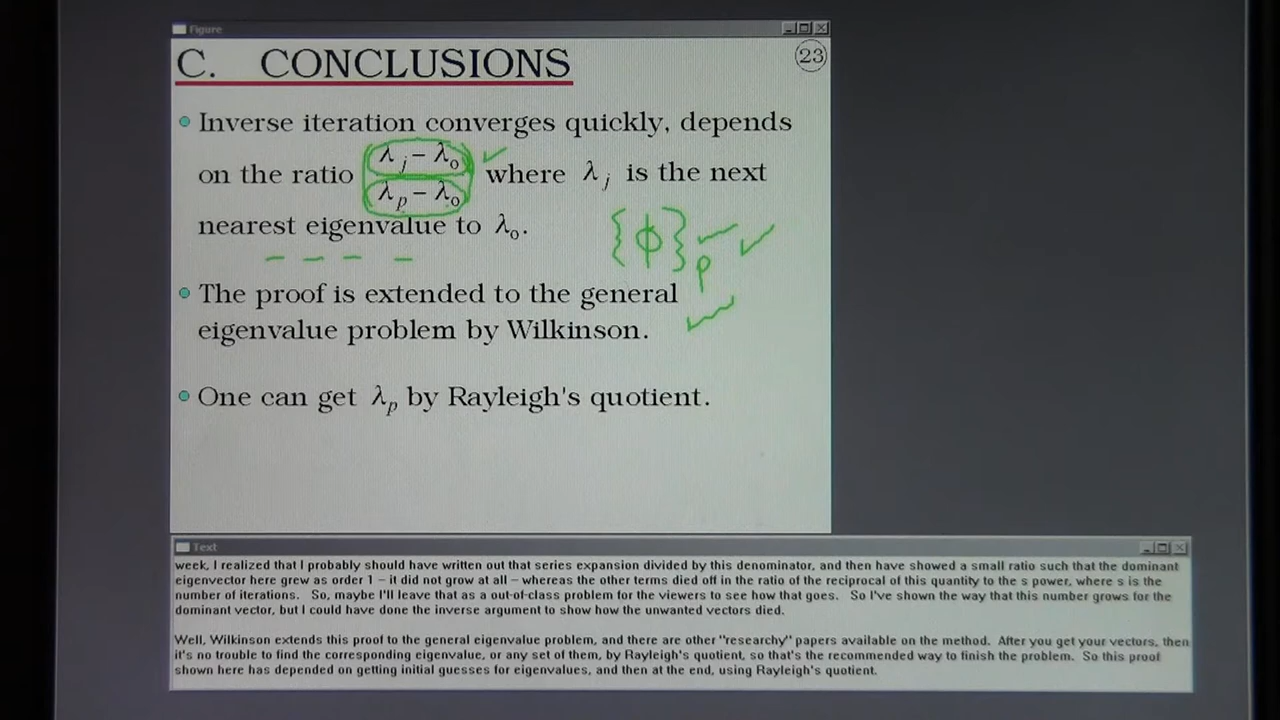 Figure
C. CONCLUSIONS
23
Inverse iteration converges quickly, depends
on the ratio (λj − λ0) / (λp − λ0) where λj is the next
nearest eigenvalue to λ0.
{ϕ}p
The proof is extended to the general
eigenvalue problem by Wilkinson.
One can get λp by Rayleigh's quotient.
Text
week, I realized that I probably should have written out that series expansion divided by this denominator, and then have showed a small ratio such that the dominant
eigenvector here grew as order 1 – it did not grow at all – whereas the other terms died off in the ratio of the reciprocal of this quantity to the s power, where s is the
number of iterations. So, maybe I'll leave that as a out-of-class problem for the viewers to see how that goes. So I've shown the way that this number grows for the
dominant vector, but I could have done the inverse argument to show how the unwanted vectors died.
Well, Wilkinson extends this proof to the general eigenvalue problem, and there are other "researchy" papers available on the method. After you get your vectors, then
it's no trouble to find the corresponding eigenvalue, or any set of them, by Rayleigh's quotient, so that's the recommended way to finish the problem. So this proof
shown here has depended on getting initial guesses for eigenvalues, and then at the end, using Rayleigh's quotient.